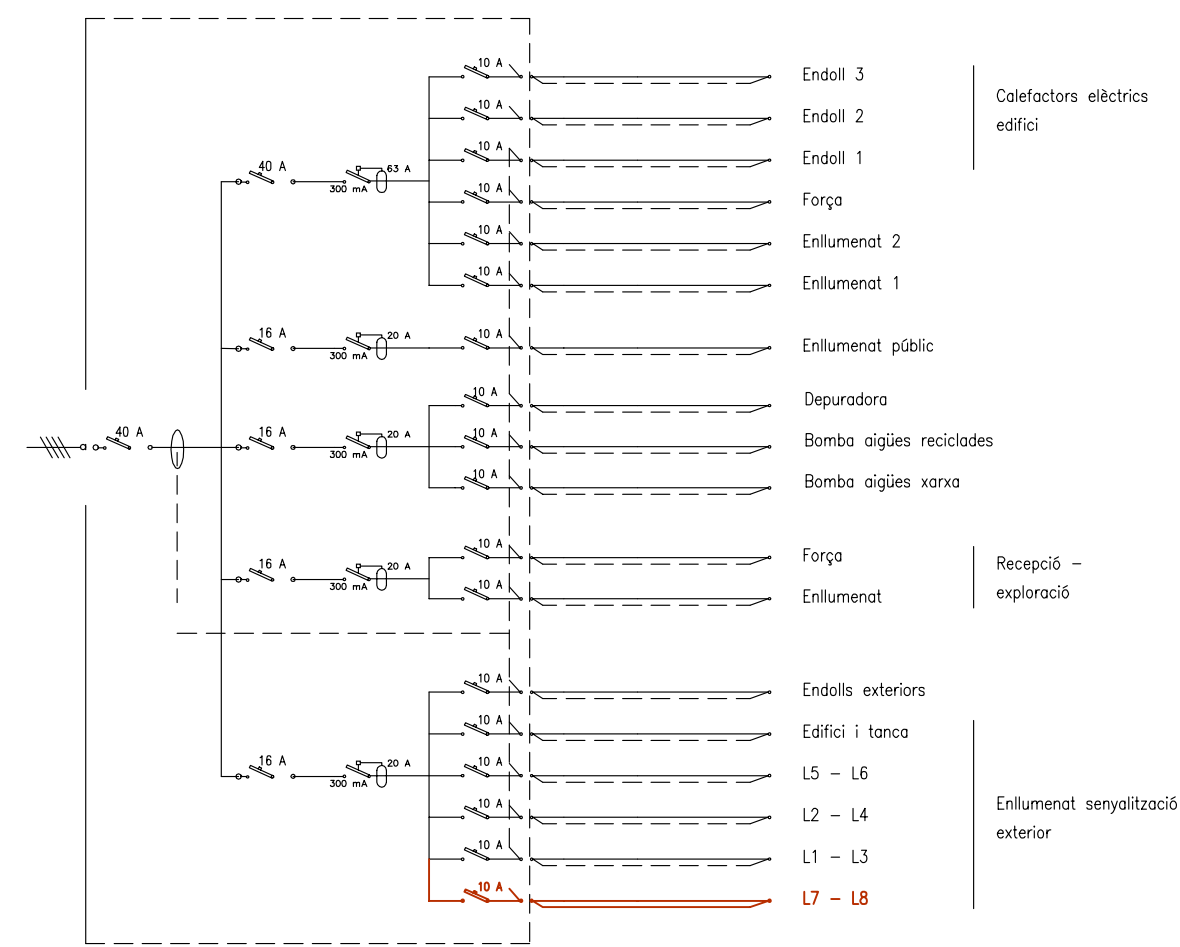 10 A
Endoll 3
10 A
Endoll 2
Calefactors elèctrics
edifici
10 A
Endoll 1
40 A
300 mA
63 A
10 A
Força
10 A
Enllumenat 2
10 A
Enllumenat 1
16 A
300 mA
20 A
10 A
Enllumenat públic
10 A
Depuradora
40 A
16 A
300 mA
20 A
10 A
Bomba aigües reciclades
10 A
Bomba aigües xarxa
10 A
Força
16 A
300 mA
20 A
10 A
Enllumenat
Recepció –
exploració
10 A
Endolls exteriors
10 A
Edifici i tanca
16 A
300 mA
20 A
10 A
L5 – L6
10 A
L2 – L4
Enllumenat senyalització
exterior
10 A
L1 – L3
10 A
L7 – L8